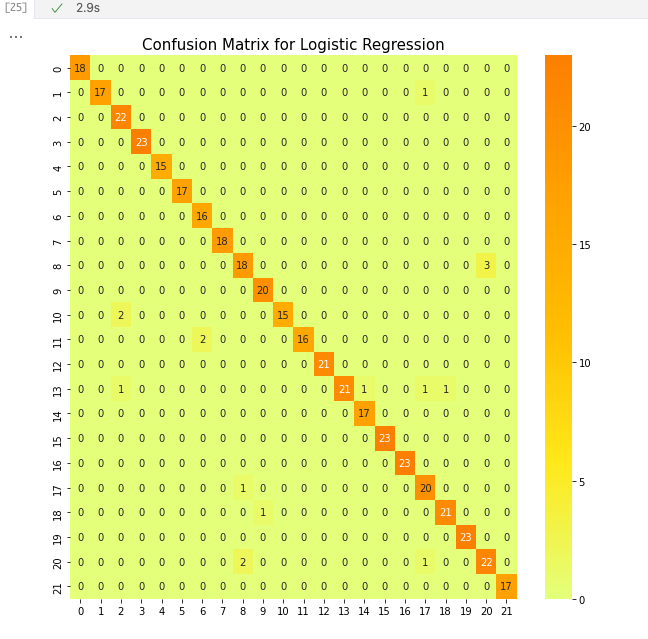 [25] ✓ 2.9s
...
Confusion Matrix for Logistic Regression
0 18 0 0 0 0 0 0 0 0 0 0 0 0 0 0 0 0 0 0 0 0 0
1 0 17 0 0 0 0 0 0 0 0 0 0 0 0 0 0 0 1 0 0 0 0
2 0 0 22 0 0 0 0 0 0 0 0 0 0 0 0 0 0 0 0 0 0 0 20
3 0 0 0 23 0 0 0 0 0 0 0 0 0 0 0 0 0 0 0 0 0 0
4 0 0 0 0 15 0 0 0 0 0 0 0 0 0 0 0 0 0 0 0 0 0
5 0 0 0 0 0 17 0 0 0 0 0 0 0 0 0 0 0 0 0 0 0 0
6 0 0 0 0 0 0 16 0 0 0 0 0 0 0 0 0 0 0 0 0 0 0
7 0 0 0 0 0 0 0 18 0 0 0 0 0 0 0 0 0 0 0 0 0 0 15
8 0 0 0 0 0 0 0 0 18 0 0 0 0 0 0 0 0 0 0 0 3 0
9 0 0 0 0 0 0 0 0 0 20 0 0 0 0 0 0 0 0 0 0 0 0
10 0 0 2 0 0 0 0 0 0 0 15 0 0 0 0 0 0 0 0 0 0 0
11 0 0 0 0 0 0 2 0 0 0 0 16 0 0 0 0 0 0 0 0 0 0
12 0 0 0 0 0 0 0 0 0 0 0 0 21 0 0 0 0 0 0 0 0 0 10
13 0 0 1 0 0 0 0 0 0 0 0 0 0 21 1 0 0 1 1 0 0 0
14 0 0 0 0 0 0 0 0 0 0 0 0 0 0 17 0 0 0 0 0 0 0
15 0 0 0 0 0 0 0 0 0 0 0 0 0 0 0 23 0 0 0 0 0 0
16 0 0 0 0 0 0 0 0 0 0 0 0 0 0 0 0 23 0 0 0 0 0
17 0 0 0 0 0 0 0 0 1 0 0 0 0 0 0 0 0 20 0 0 0 0 5
18 0 0 0 0 0 0 0 0 0 1 0 0 0 0 0 0 0 0 21 0 0 0
19 0 0 0 0 0 0 0 0 0 0 0 0 0 0 0 0 0 0 0 23 0 0
20 0 0 0 0 0 0 0 0 2 0 0 0 0 0 0 0 0 1 0 0 22 0
21 0 0 0 0 0 0 0 0 0 0 0 0 0 0 0 0 0 0 0 0 0 17 0
0 1 2 3 4 5 6 7 8 9 10 11 12 13 14 15 16 17 18 19 20 21